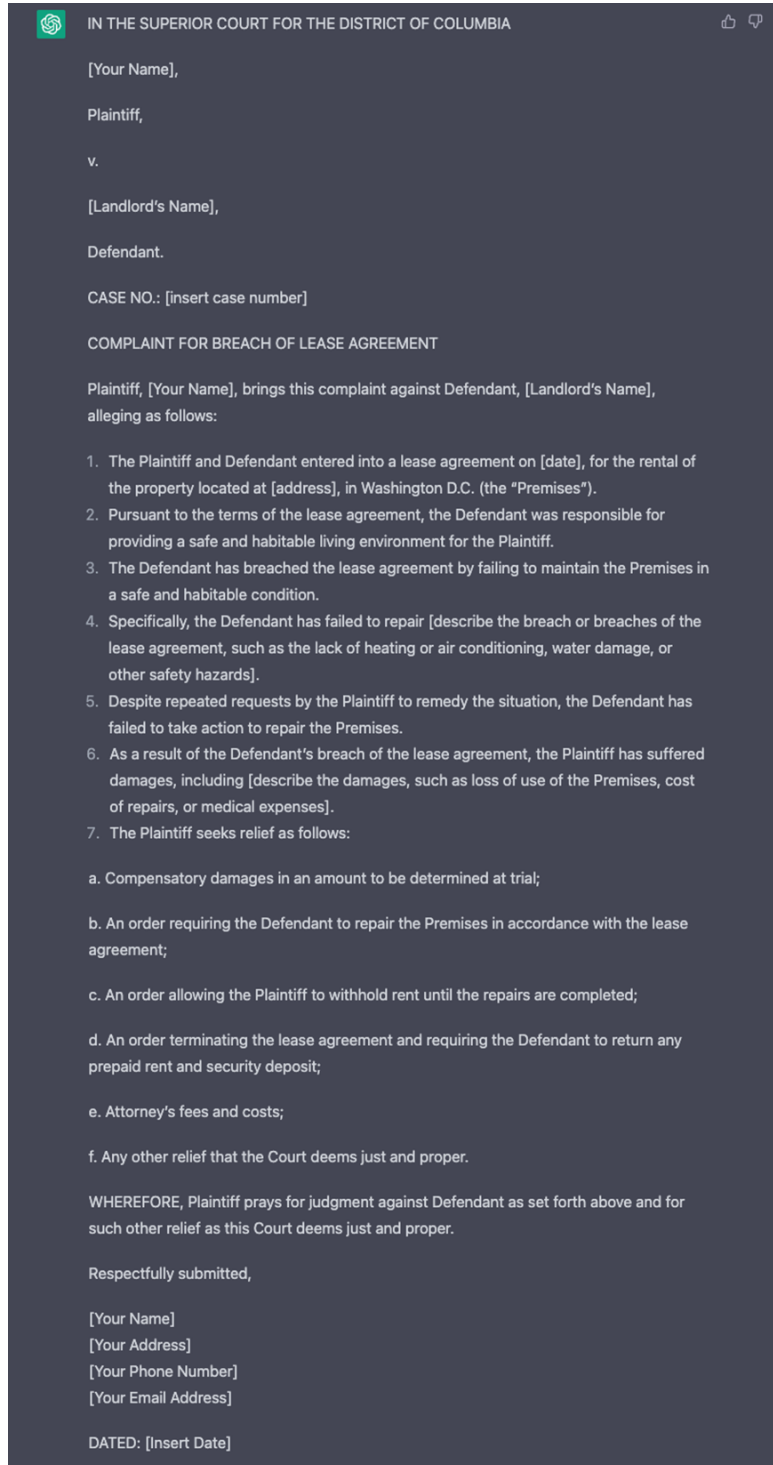 IN THE SUPERIOR COURT FOR THE DISTRICT OF COLUMBIA
[Your Name],
Plaintiff,
v.
[Landlord’s Name],
Defendant.
CASE NO.: [insert case number]
COMPLAINT FOR BREACH OF LEASE AGREEMENT
Plaintiff, [Your Name], brings this complaint against Defendant, [Landlord’s Name],
alleging as follows:
1. The Plaintiff and Defendant entered into a lease agreement on [date], for the rental of
the property located at [address], in Washington D.C. (the “Premises”).
2. Pursuant to the terms of the lease agreement, the Defendant was responsible for
providing a safe and habitable living environment for the Plaintiff.
3. The Defendant has breached the lease agreement by failing to maintain the Premises in
a safe and habitable condition.
4. Specifically, the Defendant has failed to repair [describe the breach or breaches of the
lease agreement, such as the lack of heating or air conditioning, water damage, or
other safety hazards].
5. Despite repeated requests by the Plaintiff to remedy the situation, the Defendant has
failed to take action to repair the Premises.
6. As a result of the Defendant’s breach of the lease agreement, the Plaintiff has suffered
damages, including [describe the damages, such as loss of use of the Premises, cost
of repairs, or medical expenses].
7. The Plaintiff seeks relief as follows:
a. Compensatory damages in an amount to be determined at trial;
b. An order requiring the Defendant to repair the Premises in accordance with the lease
agreement;
c. An order allowing the Plaintiff to withhold rent until the repairs are completed;
d. An order terminating the lease agreement and requiring the Defendant to return any
prepaid rent and security deposit;
e. Attorney’s fees and costs;
f. Any other relief that the Court deems just and proper.
WHEREFORE, Plaintiff prays for judgment against Defendant as set forth above and for
such other relief as this Court deems just and proper.
Respectfully submitted,
[Your Name]
[Your Address]
[Your Phone Number]
[Your Email Address]
DATED: [Insert Date]